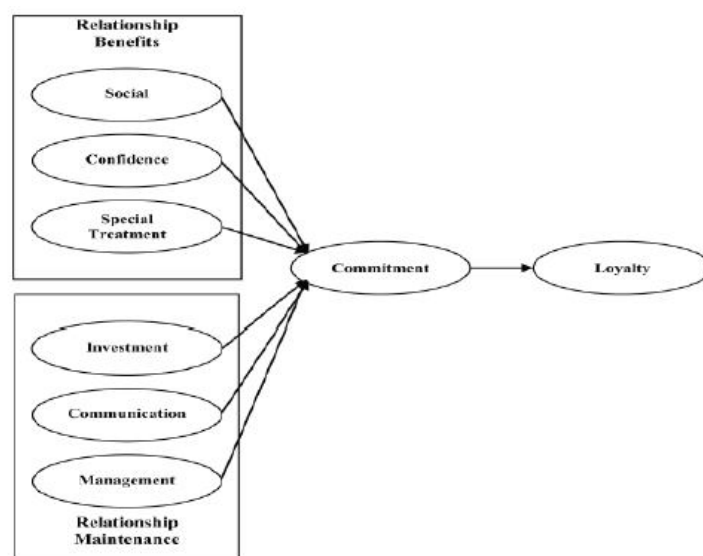 Relationship
Benefits
Social
Confidence
Special
Treatment
Commitment
Loyalty
Investment
Communication
Management
Relationship
Maintenance